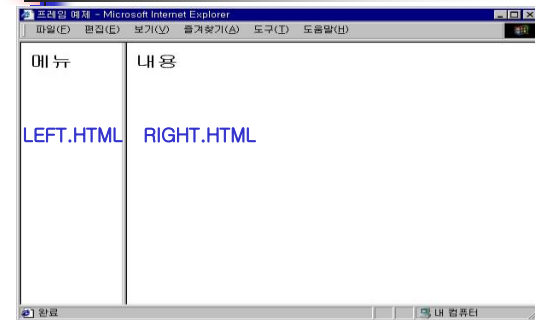 프레임 예제 - Microsoft Internet Explorer
파일(F) 편집(E) 보기(V) 즐겨찾기(A) 도구(T) 도움말(H)
메뉴 내용
LEFT.HTML RIGHT.HTML
완료 내 컴퓨터